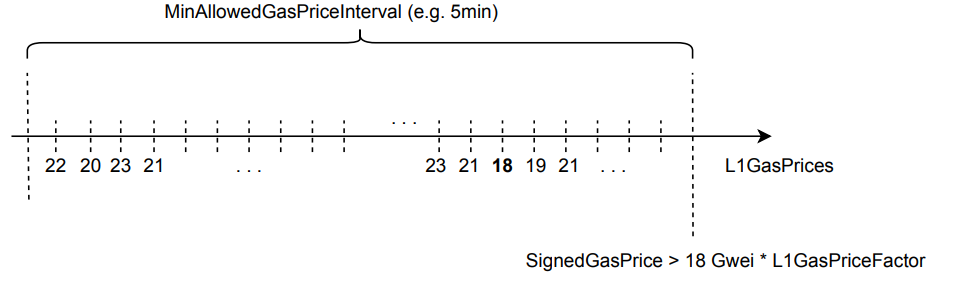 MinAllowedGasPriceInterval (e.g. 5min)
. . .
22 20 23 21 . . . 23 21 18 19 21 . . . L1GasPrices
SignedGasPrice > 18 Gwei * L1GasPriceFactor